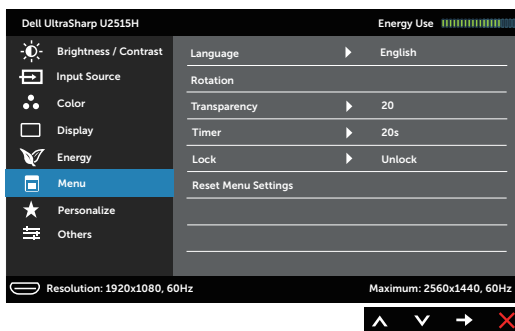 Dell UltraSharp U2515H Energy Use
Brightness / Contrast
Input Source
Color
Display
Energy
Menu
Personalize
Others
Language English
Rotation
Transparency 20
Timer 20s
Lock Unlock
Reset Menu Settings
Resolution: 1920x1080, 60Hz Maximum: 2560x1440, 60Hz